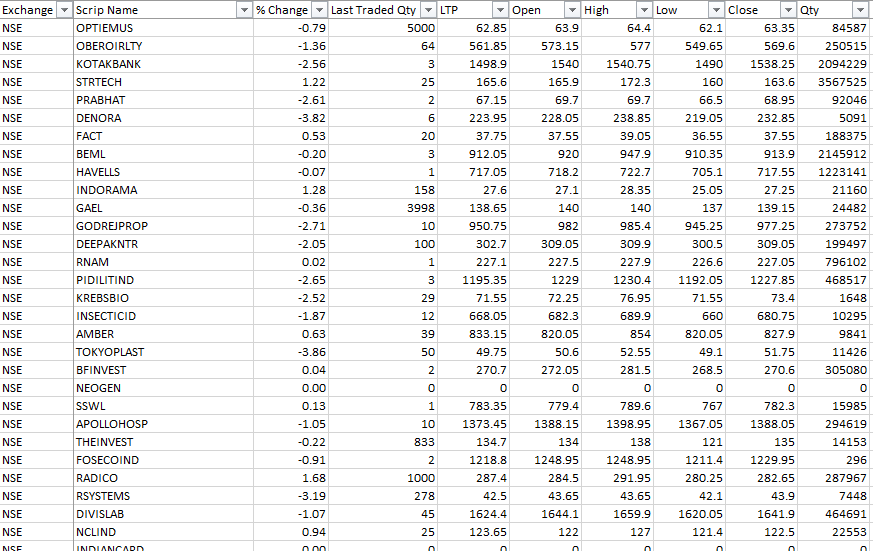 Exchange Scrip Name % Change Last Traded Qty LTP Open High Low Close Qty
NSE OPTIEMUS -0.79 5000 62.85 63.9 64.4 62.1 63.35 84587
NSE OBEROIRLTY -1.36 64 561.85 573.15 577 549.65 569.6 250515
NSE KOTAKBANK -2.56 3 1498.9 1540 1540.75 1490 1538.25 2094229
NSE STRTECH 1.22 25 165.6 165.9 172.3 160 163.6 3567525
NSE PRABHAT -2.61 2 67.15 69.7 69.7 66.5 68.95 92046
NSE DENORA -3.82 6 223.95 228.05 238.85 219.05 232.85 5091
NSE FACT 0.53 20 37.75 37.55 39.05 36.55 37.55 188375
NSE BEML -0.20 3 912.05 920 947.9 910.35 913.9 2145912
NSE HAVELLS -0.07 1 717.05 718.2 722.7 705.1 717.55 1223141
NSE INDORAMA 1.28 158 27.6 27.1 28.35 25.05 27.25 21160
NSE GAEL -0.36 3998 138.65 140 140 137 139.15 24482
NSE GODREJPROP -2.71 10 950.75 982 985.4 945.25 977.25 273752
NSE DEEPAKNTR -2.05 100 302.7 309.05 309.9 300.5 309.05 199497
NSE RNAM 0.02 1 227.1 227.5 227.9 226.6 227.05 796102
NSE PIDILITIND -2.65 3 1195.35 1229 1230.4 1192.05 1227.85 468517
NSE KREBSBIO -2.52 29 71.55 72.25 76.95 71.55 73.4 1648
NSE INSECTICID -1.87 12 668.05 682.3 689.9 660 680.75 10295
NSE AMBER 0.63 39 833.15 820.05 854 820.05 827.9 9841
NSE TOKYOPLAST -3.86 50 49.75 50.6 52.55 49.1 51.75 11426
NSE BFINVEST 0.04 2 270.7 272.05 281.5 268.5 270.6 305080
NSE NEOGEN 0.00 0 0 0 0 0 0 0
NSE SSWL 0.13 1 783.35 779.4 789.6 767 782.3 15985
NSE APOLLOHOSP -1.05 10 1373.45 1388.15 1398.95 1367.05 1388.05 294619
NSE THEINVEST -0.22 833 134.7 134 138 121 135 14153
NSE FOSECOIND -0.91 2 1218.8 1248.95 1248.95 1211.4 1229.95 296
NSE RADICO 1.68 1000 287.4 284.5 291.95 280.25 282.65 287967
NSE RSYSTEMS -3.19 278 42.5 43.65 43.65 42.1 43.9 7448
NSE DIVISLAB -1.07 45 1624.4 1644.1 1659.9 1620.05 1641.9 464691
NSE NCLIND 0.94 25 123.65 122 127 121.4 122.5 22553
NSE INDIANCARD 0.00 0 0 0 0 0 0 0